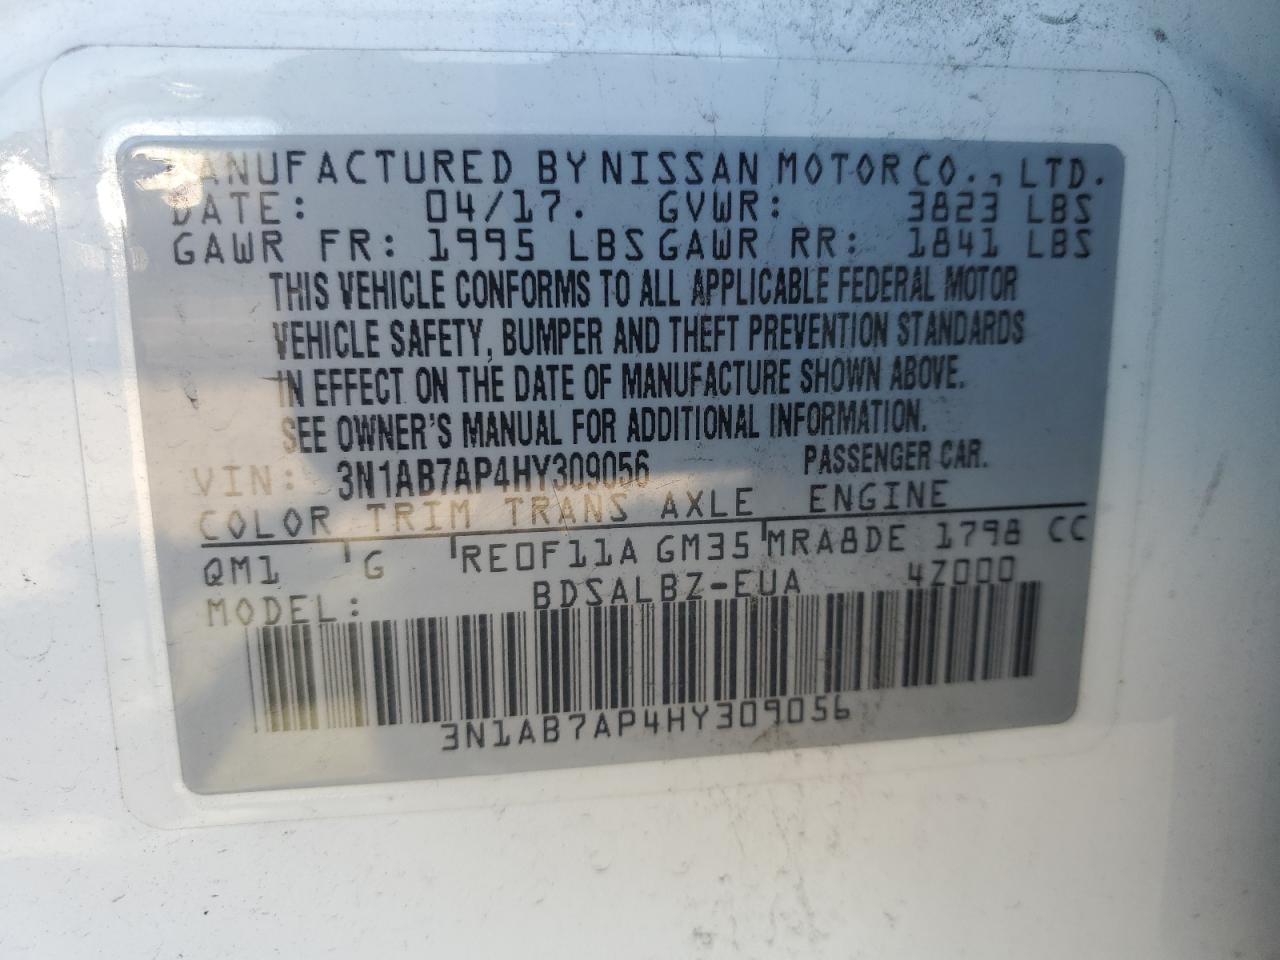 MANUFACTURED BY NISSAN MOTOR CO., LTD.
DATE: 04/17. GVWR: 3823 LBS
GAWR FR: 1995 LBS GAWR RR: 1841 LBS
THIS VEHICLE CONFORMS TO ALL APPLICABLE FEDERAL MOTOR
VEHICLE SAFETY, BUMPER AND THEFT PREVENTION STANDARDS
IN EFFECT ON THE DATE OF MANUFACTURE SHOWN ABOVE.
SEE OWNER'S MANUAL FOR ADDITIONAL INFORMATION.
VIN: 3N1AB7AP4HY309056 PASSENGER CAR.
COLOR TRIM TRANS AXLE ENGINE
QM1 G RE0F11A GM35 MRA8DE 1798 CC
MODEL: BDSALBZ-EUA 4Z000
3N1AB7AP4HY309056